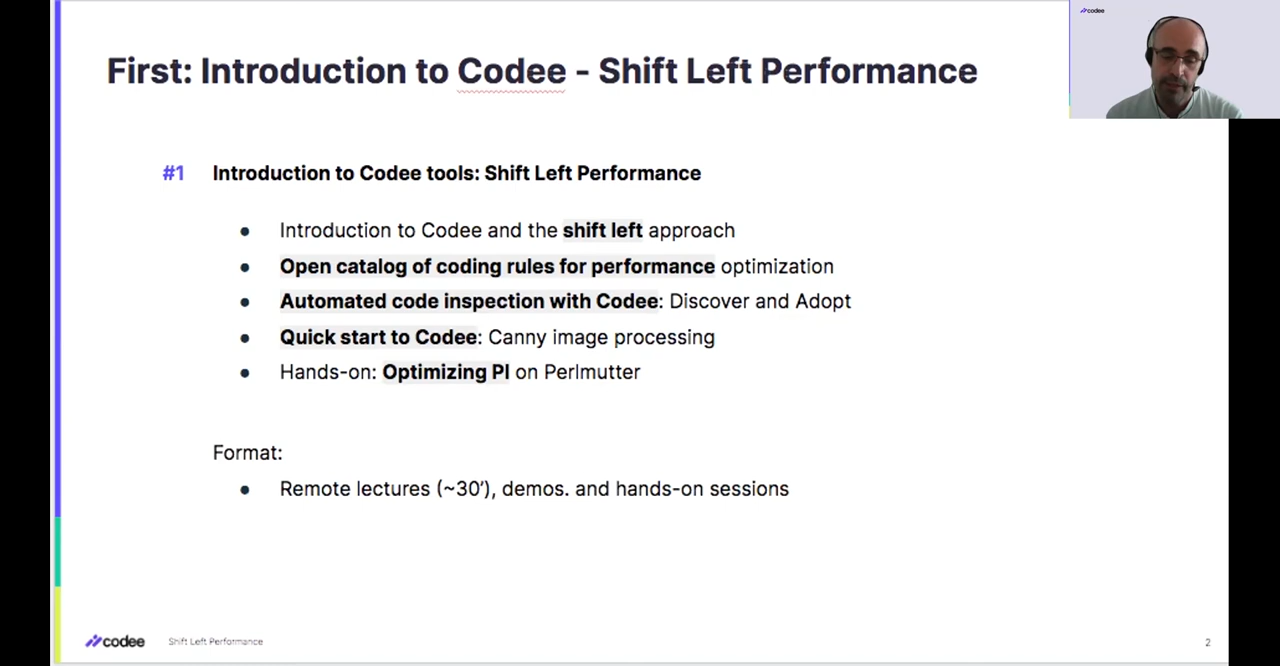 codee
First: Introduction to Codee - Shift Left Performance
#1 Introduction to Codee tools: Shift Left Performance
● Introduction to Codee and the shift left approach
● Open catalog of coding rules for performance optimization
● Automated code inspection with Codee: Discover and Adopt
● Quick start to Codee: Canny image processing
● Hands-on: Optimizing PI on Perlmutter
Format:
● Remote lectures (~30’), demos. and hands-on sessions
codee Shift Left Performance 2